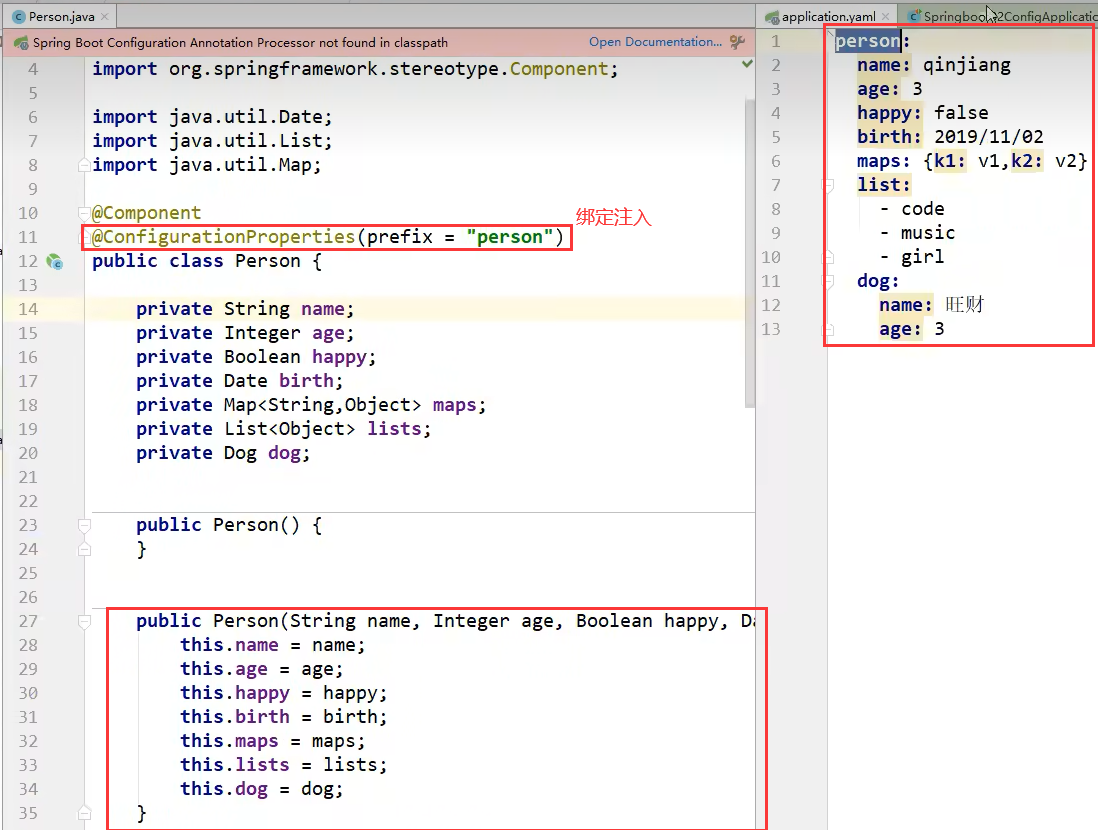 Person.java
Spring Boot Configuration Annotation Processor not found in classpath
Open Documentation...
4 import org.springframework.stereotype.Component;
5
6 import java.util.Date;
7 import java.util.List;
8 import java.util.Map;
9
10 @Component
绑定注入
11 @ConfigurationProperties(prefix = "person")
12 public class Person {
13
14 private String name;
15 private Integer age;
16 private Boolean happy;
17 private Date birth;
18 private Map<String,Object> maps;
19 private List<Object> lists;
20 private Dog dog;
21
22
23 public Person() {
24 }
25
26
27 public Person(String name, Integer age, Boolean happy, Da
28 this.name = name;
29 this.age = age;
30 this.happy = happy;
31 this.birth = birth;
32 this.maps = maps;
33 this.lists = lists;
34 this.dog = dog;
35 }
application.yaml
Springboot02ConfigApplicatio
1 person:
2 name: qinjiang
3 age: 3
4 happy: false
5 birth: 2019/11/02
6 maps: {k1: v1,k2: v2}
7 list:
8 - code
9 - music
10 - girl
11 dog:
12 name: 旺财
13 age: 3